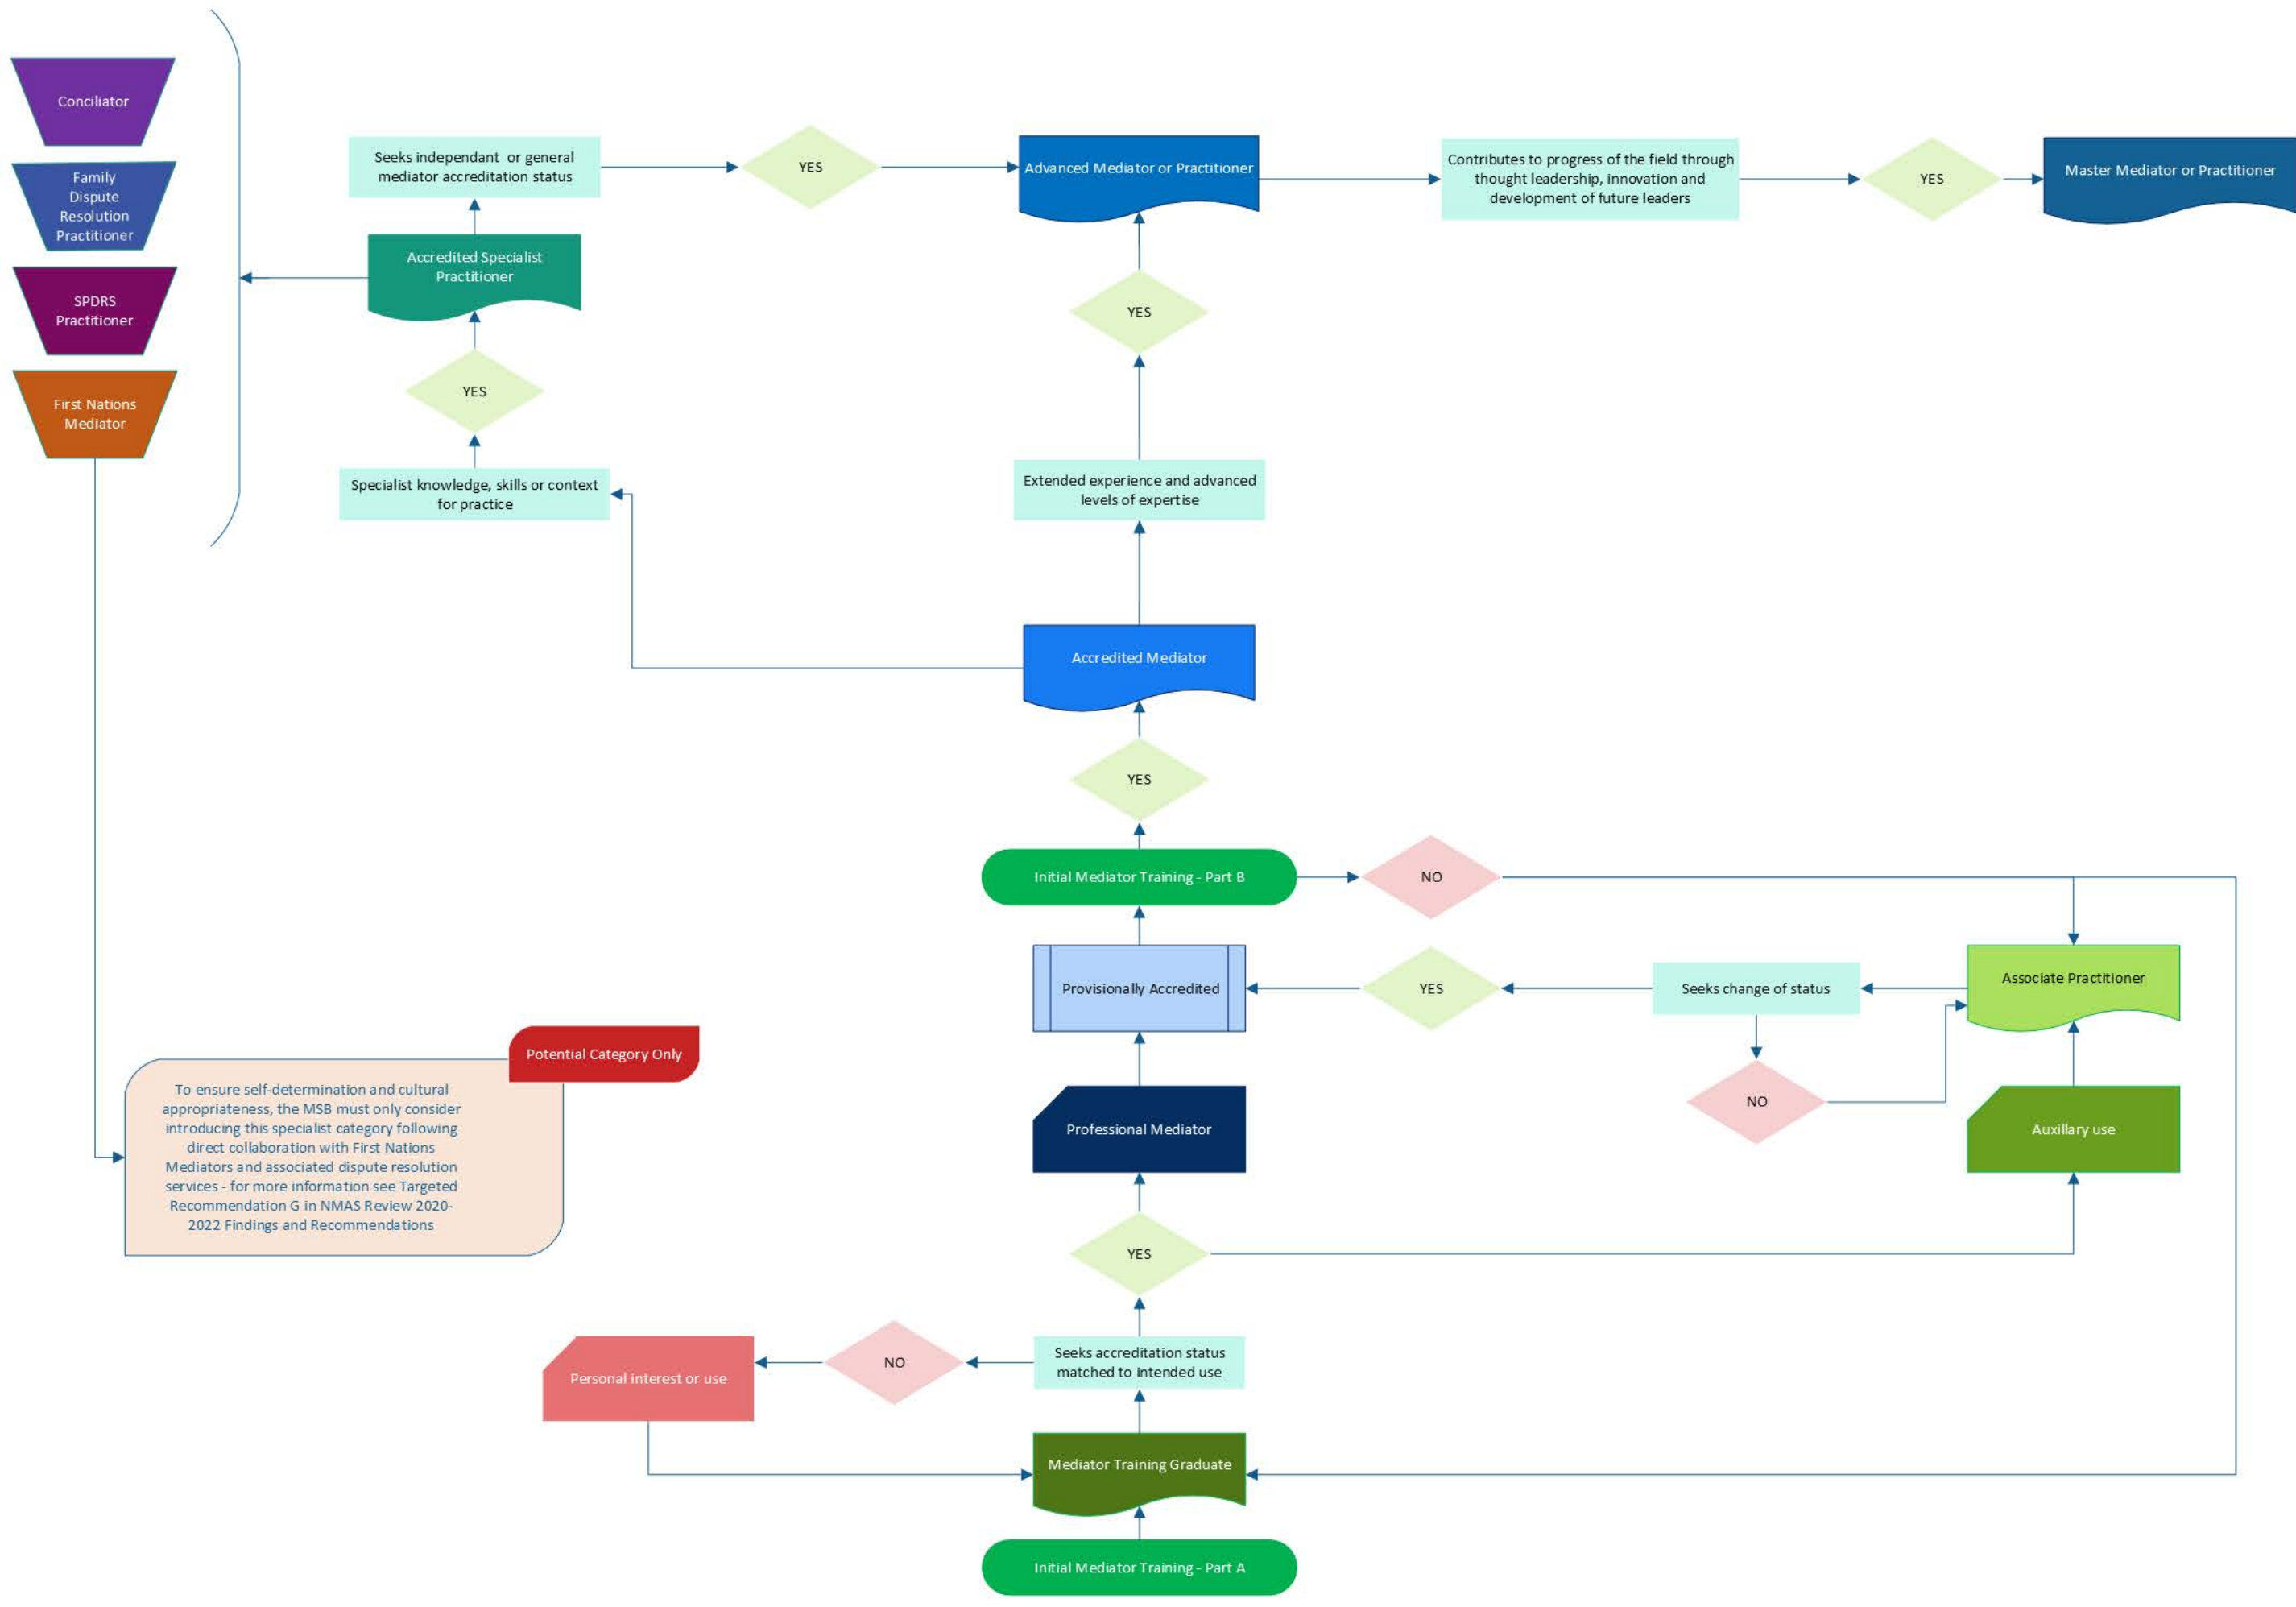 Conciliator
Family
Dispute
Resolution
Practitioner
SPDRS
Practitioner
First Nations
Mediator
Seeks independant or general
mediator accreditation status
YES
Advanced Mediator or Practitioner
Contributes to progress of the field through
thought leadership, innovation and
development of future leaders
YES
Master Mediator or Practitioner
Accredited Specialist
Practitioner
YES
YES
Specialist knowledge, skills or context
for practice
Extended experience and advanced
levels of expertise
Accredited Mediator
YES
Initial Mediator Training - Part B
NO
Provisionally Accredited
YES
Seeks change of status
Associate Practitioner
NO
Potential Category Only
To ensure self-determination and cultural
appropriateness, the MSB must only consider
introducing this specialist category following
direct collaboration with First Nations
Mediators and associated dispute resolution
services - for more information see Targeted
Recommendation G in NMAS Review 2020-
2022 Findings and Recommendations
Professional Mediator
Auxillary use
YES
Seeks accreditation status
matched to intended use
NO
Personal interest or use
Mediator Training Graduate
Initial Mediator Training - Part A